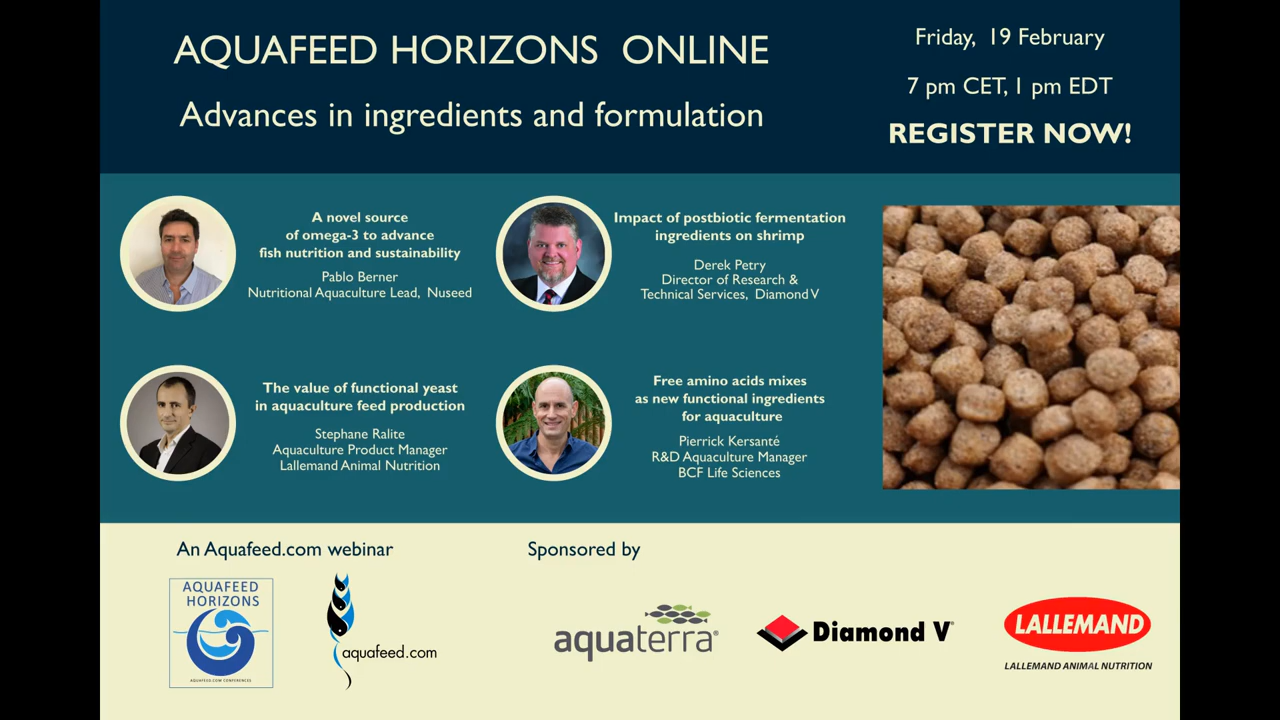 AQUAFEED HORIZONS ONLINE
Advances in ingredients and formulation
Friday, 19 February
7 pm CET, 1 pm EDT
REGISTER NOW!
A novel source
of omega-3 to advance
fish nutrition and sustainability
Pablo Berner
Nutritional Aquaculture Lead, Nuseed
Impact of postbiotic fermentation
ingredients on shrimp
Derek Petry
Director of Research &
Technical Services, Diamond V
The value of functional yeast
in aquaculture feed production
Stephane Ralite
Aquaculture Product Manager
Lallemand Animal Nutrition
Free amino acids mixes
as new functional ingredients
for aquaculture
Pierrick Kersanté
R&D Aquaculture Manager
BCF Life Sciences
An Aquafeed.com webinar
Sponsored by
AQUAFEED
HORIZONS
AQUAFEED.COM CONFERENCES
aquafeed.com
aquaterra®
Diamond V®
LALLEMAND
LALLEMAND ANIMAL NUTRITION